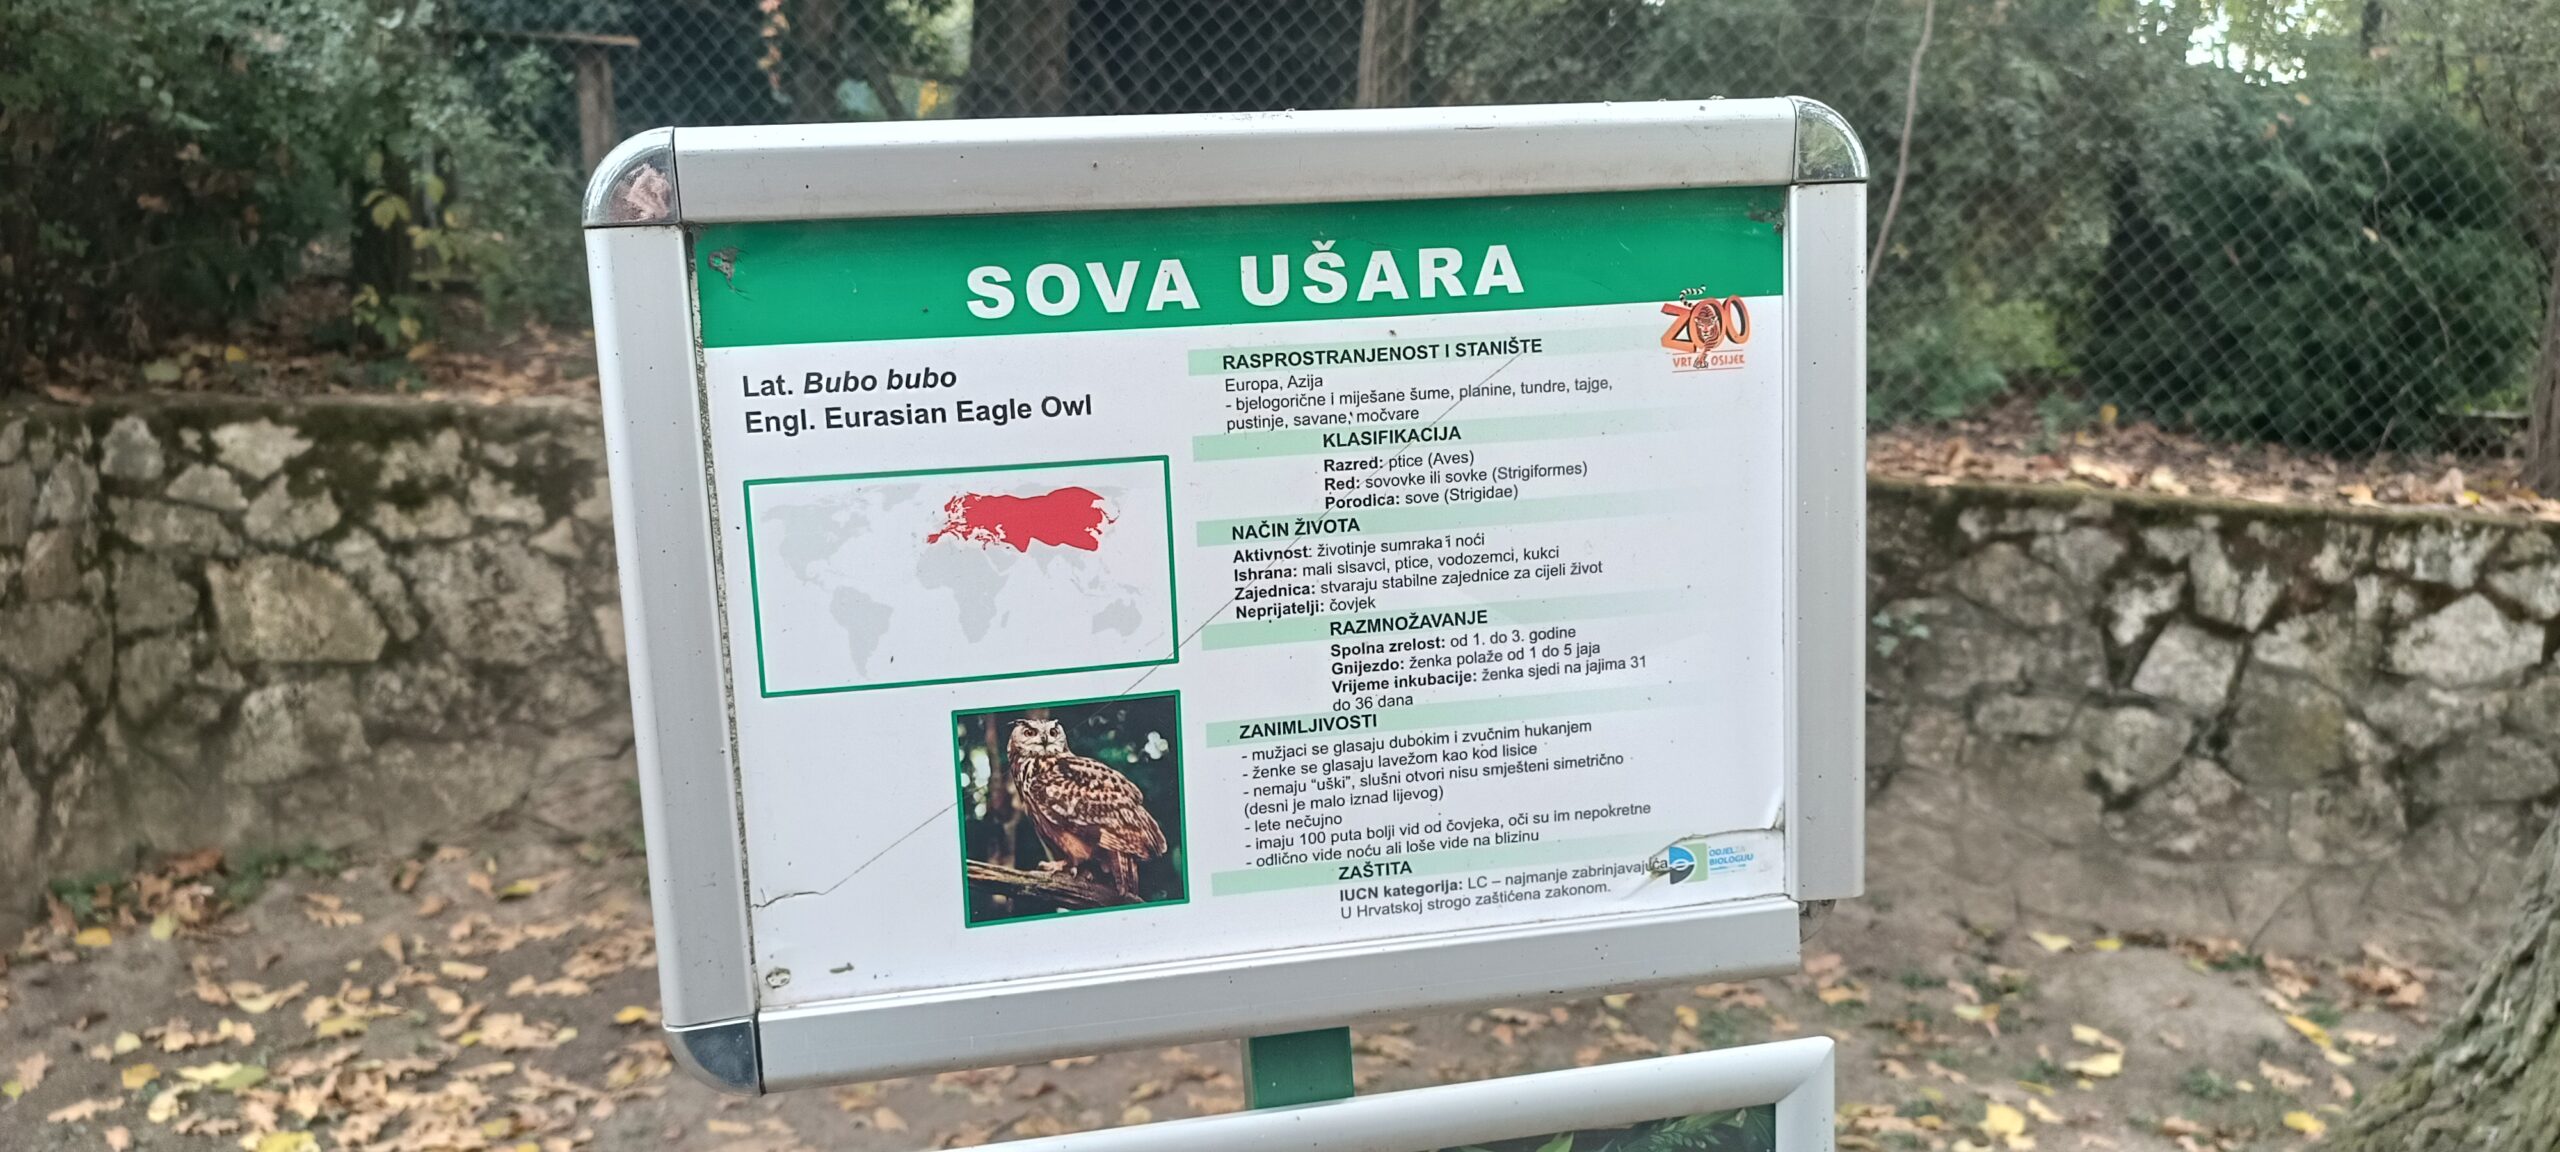 SOVA UŠARA
Lat. Bubo bubo
Engl. Eurasian Eagle Owl
ZOO
VRT OSIJEK
RASPROSTRANJENOST I STANIŠTE
Europa, Azija
- bjelogorične i miješane šume, planine, tundre, tajge,
pustinje, savane, močvare
KLASIFIKACIJA
Razred: ptice (Aves)
Red: sovovke ili sovke (Strigiformes)
Porodica: sove (Strigidae)
NAČIN ŽIVOTA
Aktivnost: životinje sumraka i noći
Ishrana: mali sisavci, ptice, vodozemci, kukci
Zajednica: stvaraju stabilne zajednice za cijeli život
Neprijatelji: čovjek
RAZMNOŽAVANJE
Spolna zrelost: od 1. do 3. godine
Gnijezdo: ženka polaže od 1 do 5 jaja
Vrijeme inkubacije: ženka sjedi na jajima 31
do 36 dana
ZANIMLJIVOSTI
- mužjaci se glasaju dubokim i zvučnim hukanjem
- ženke se glasaju lavežom kao kod lisice
- nemaju “uški”, slušni otvori nisu smješteni simetrično
(desni je malo iznad lijevog)
- lete nečujno
- imaju 100 puta bolji vid od čovjeka, oči su im nepokretne
- odlično vide noću ali loše vide na blizinu
ZAŠTITA
IUCN kategorija: LC – najmanje zabrinjavajuća
U Hrvatskoj strogo zaštićena zakonom.
ODJEL ZA
BIOLOGIJU